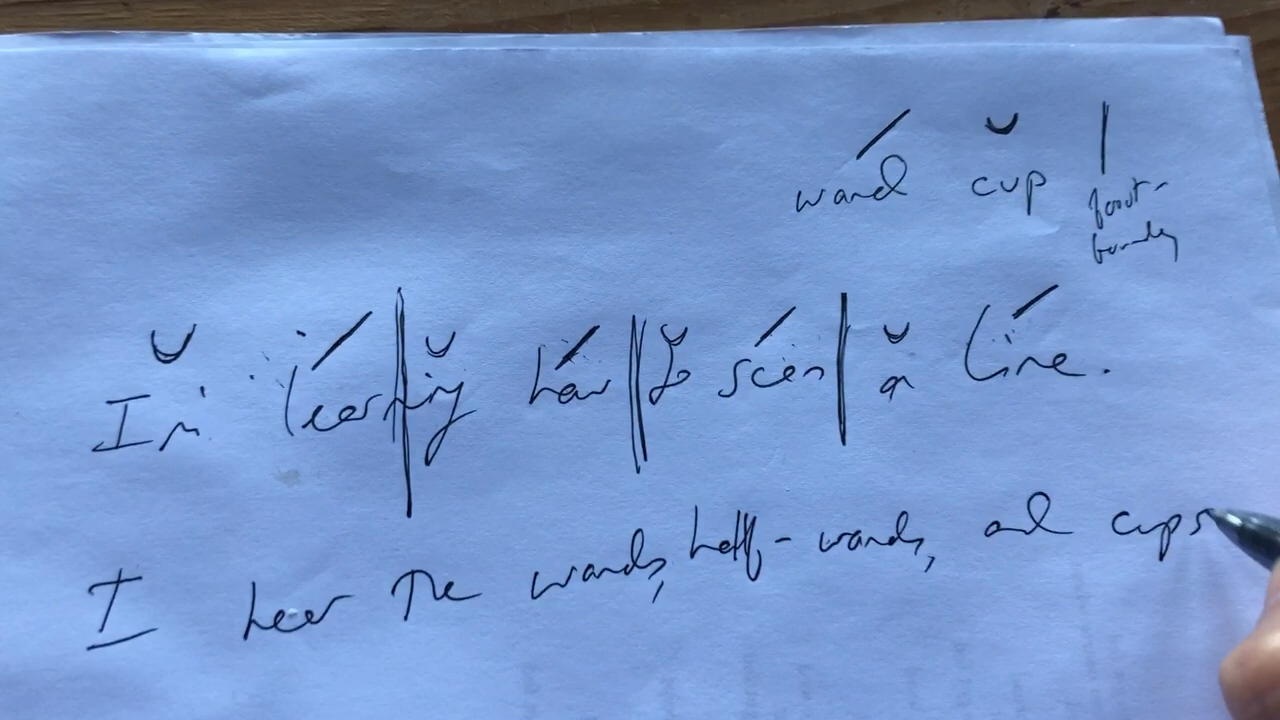 wand cup foot-
boundary
I'm learning how to scan a line.
I hear the wands, half-wands, and cups